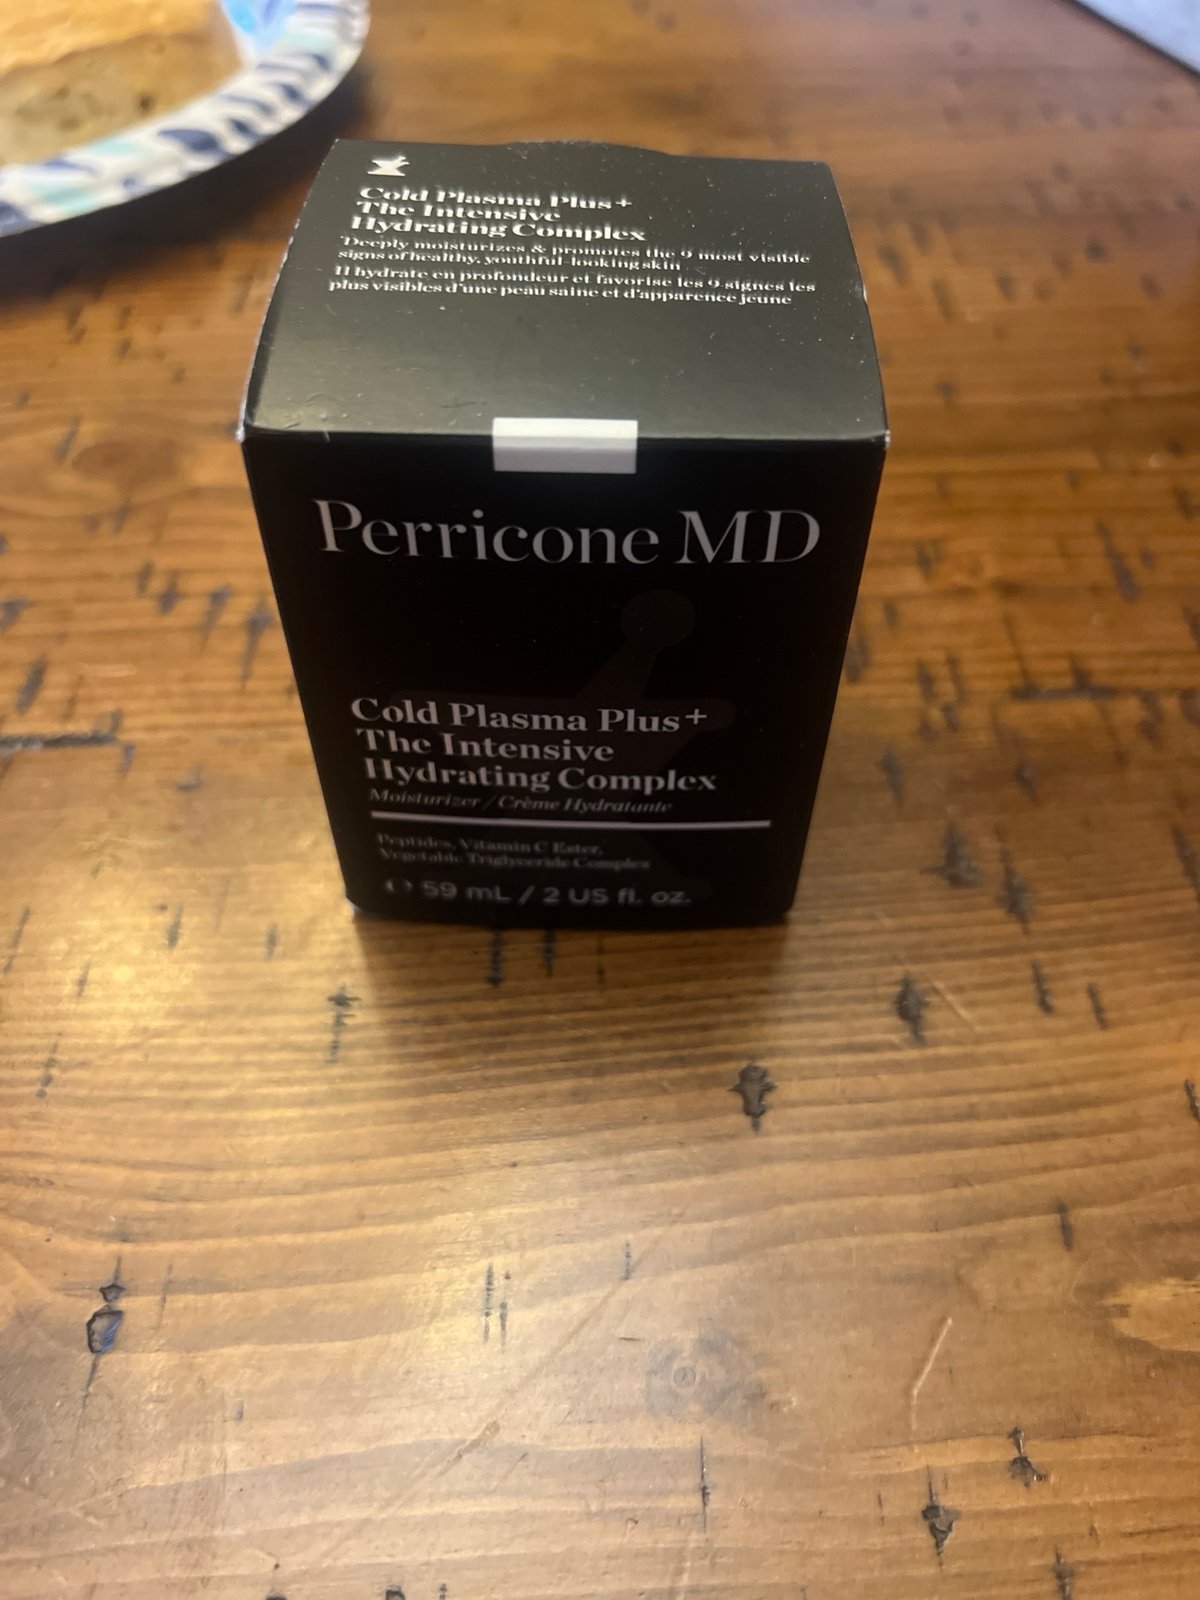 Cold Plasma Plus+
The Intensive
Hydrating Complex
Deeply moisturizes & promotes the 9 most visible
signs of healthy, youthful-looking skin
Il hydrate en profondeur et favorise les 9 signes les
plus visibles d'une peau saine et d'apparence jeune
Perricone MD
Cold Plasma Plus+
The Intensive
Hydrating Complex
Moisturizer / Crème Hydratante
Peptides, Vitamin C Ester,
Vegetable Triglyceride Complex
59 mL / 2 US fl. oz.